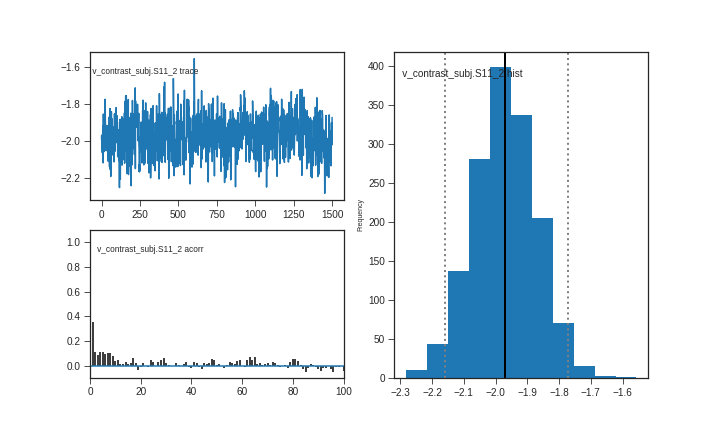 v_contrast_subj.S11_2 trace
−1.6
−1.8
−2.0
−2.2
0 250 500 750 1000 1250 1500
v_contrast_subj.S11_2 acorr
1.0
0.8
0.6
0.4
0.2
0.0
0 20 40 60 80 100
v_contrast_subj.S11_2 hist
Frequency
400
350
300
250
200
150
100
50
0
−2.3 −2.2 −2.1 −2.0 −1.9 −1.8 −1.7 −1.6